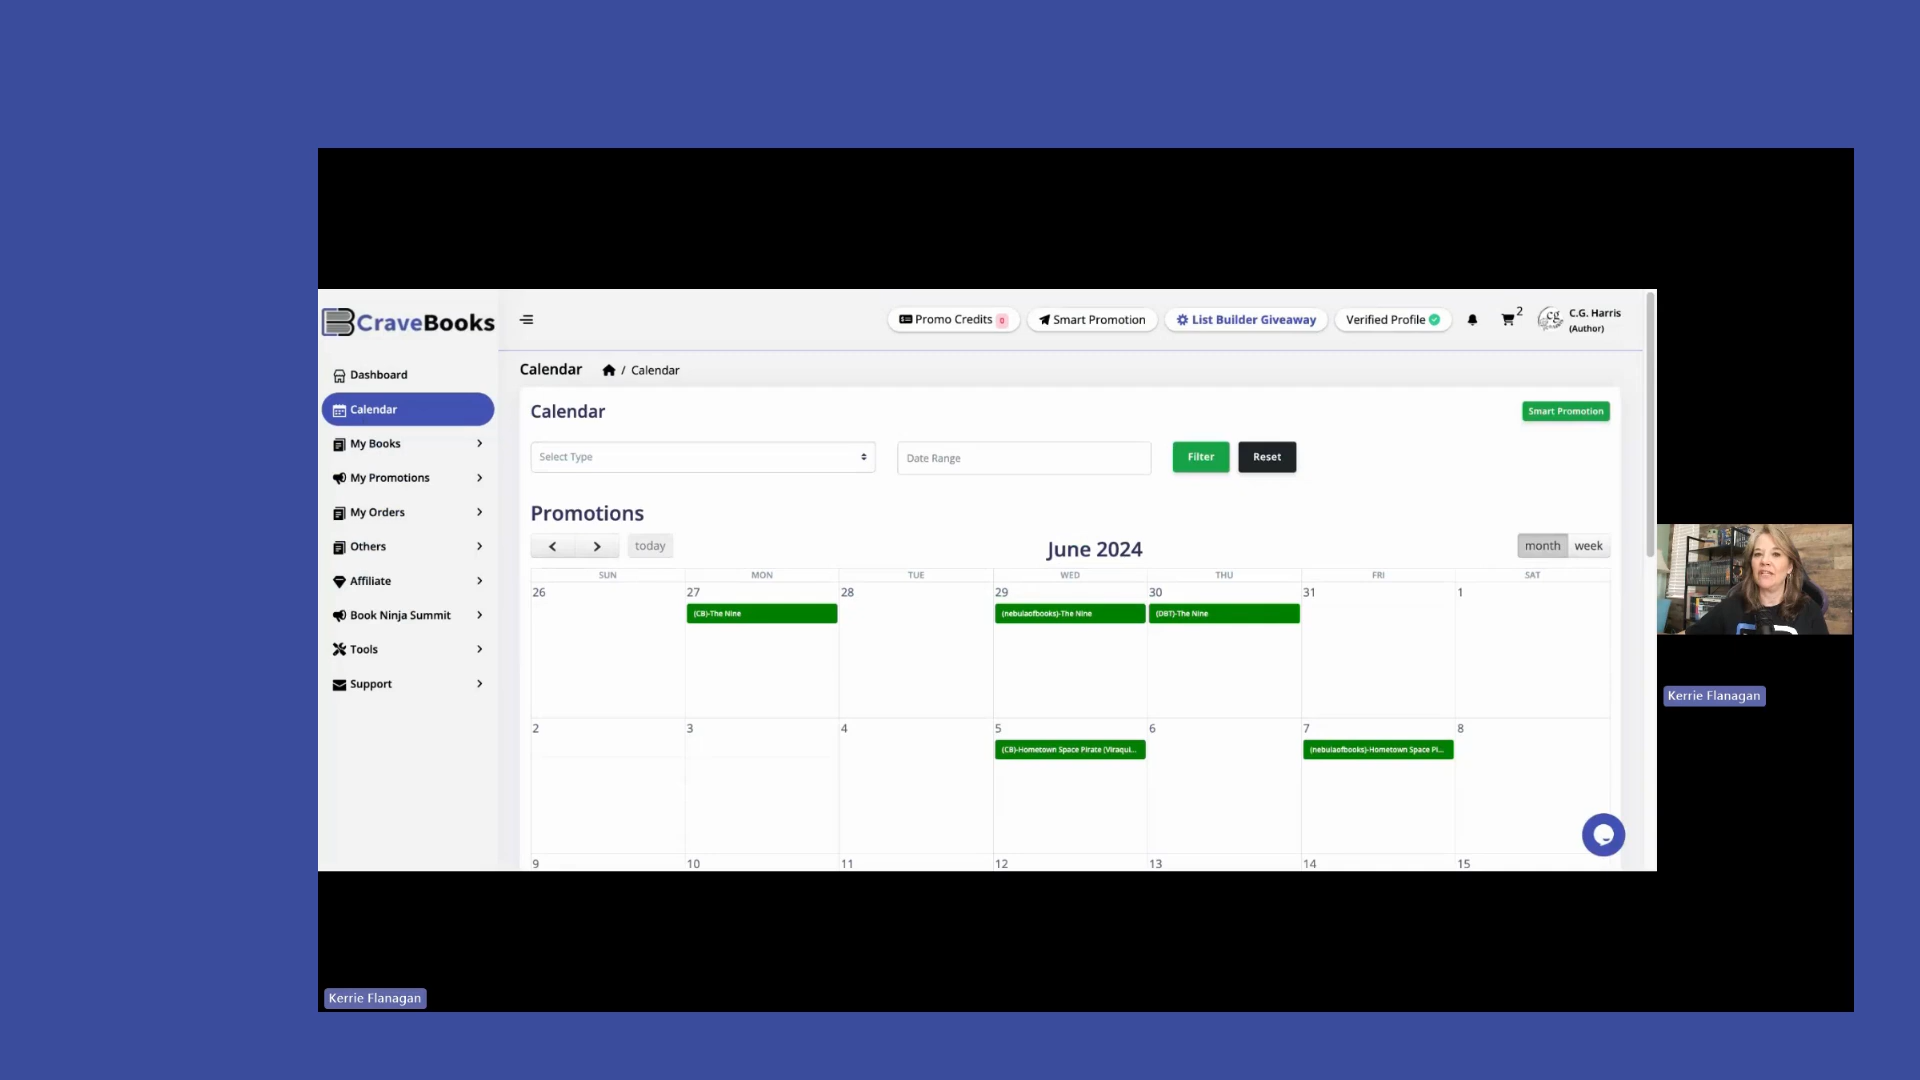 CraveBooks
Promo Credits 0
Smart Promotion
List Builder Giveaway
Verified Profile
2
C.G. Harris
(Author)
Dashboard
Calendar
My Books
My Promotions
My Orders
Others
Affiliate
Book Ninja Summit
Tools
Support
Calendar / Calendar
Calendar
Smart Promotion
Select Type
Date Range
Filter
Reset
Promotions
today
June 2024
month week
SUN MON TUE WED THU FRI SAT
26 27 28 29 30 31 1
(CB)-The Nine
(nebulaofbooks)-The Nine
(DBT)-The Nine
2 3 4 5 6 7 8
(CB)-Hometown Space Pirate (Viraqui...
(nebulaofbooks)-Hometown Space Pi...
9 10 11 12 13 14 15
Kerrie Flanagan
Kerrie Flanagan